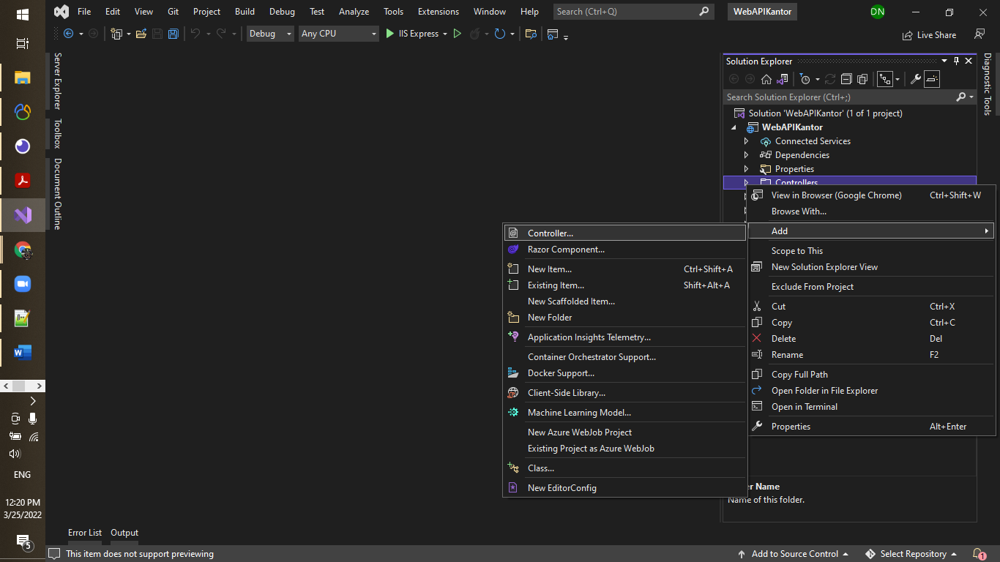 File Edit View Git Project Build Debug Test Analyze Tools Extensions Window Help Search (Ctrl+Q) WebAPIKantor DN
Debug Any CPU IIS Express Live Share
Server Explorer
Toolbox
Document Outline
Solution Explorer
Search Solution Explorer (Ctrl+;)
Solution 'WebAPIKantor' (1 of 1 project)
WebAPIKantor
Connected Services
Dependencies
Properties
Controllers
Diagnostic Tools
View in Browser (Google Chrome) Ctrl+Shift+W
Browse With...
Add
Scope to This
New Solution Explorer View
Exclude From Project
Cut Ctrl+X
Copy Ctrl+C
Delete Del
Rename F2
Copy Full Path
Open Folder in File Explorer
Open in Terminal
Properties Alt+Enter
Controller...
Razor Component...
New Item... Ctrl+Shift+A
Existing Item... Shift+Alt+A
New Scaffolded Item...
New Folder
Application Insights Telemetry...
Container Orchestrator Support...
Docker Support...
Client-Side Library...
Machine Learning Model...
New Azure WebJob Project
Existing Project as Azure WebJob
Class...
New EditorConfig
Name
Name of this folder.
ENG
12:20 PM
3/25/2022
5
Error List Output
This item does not support previewing Add to Source Control Select Repository 1